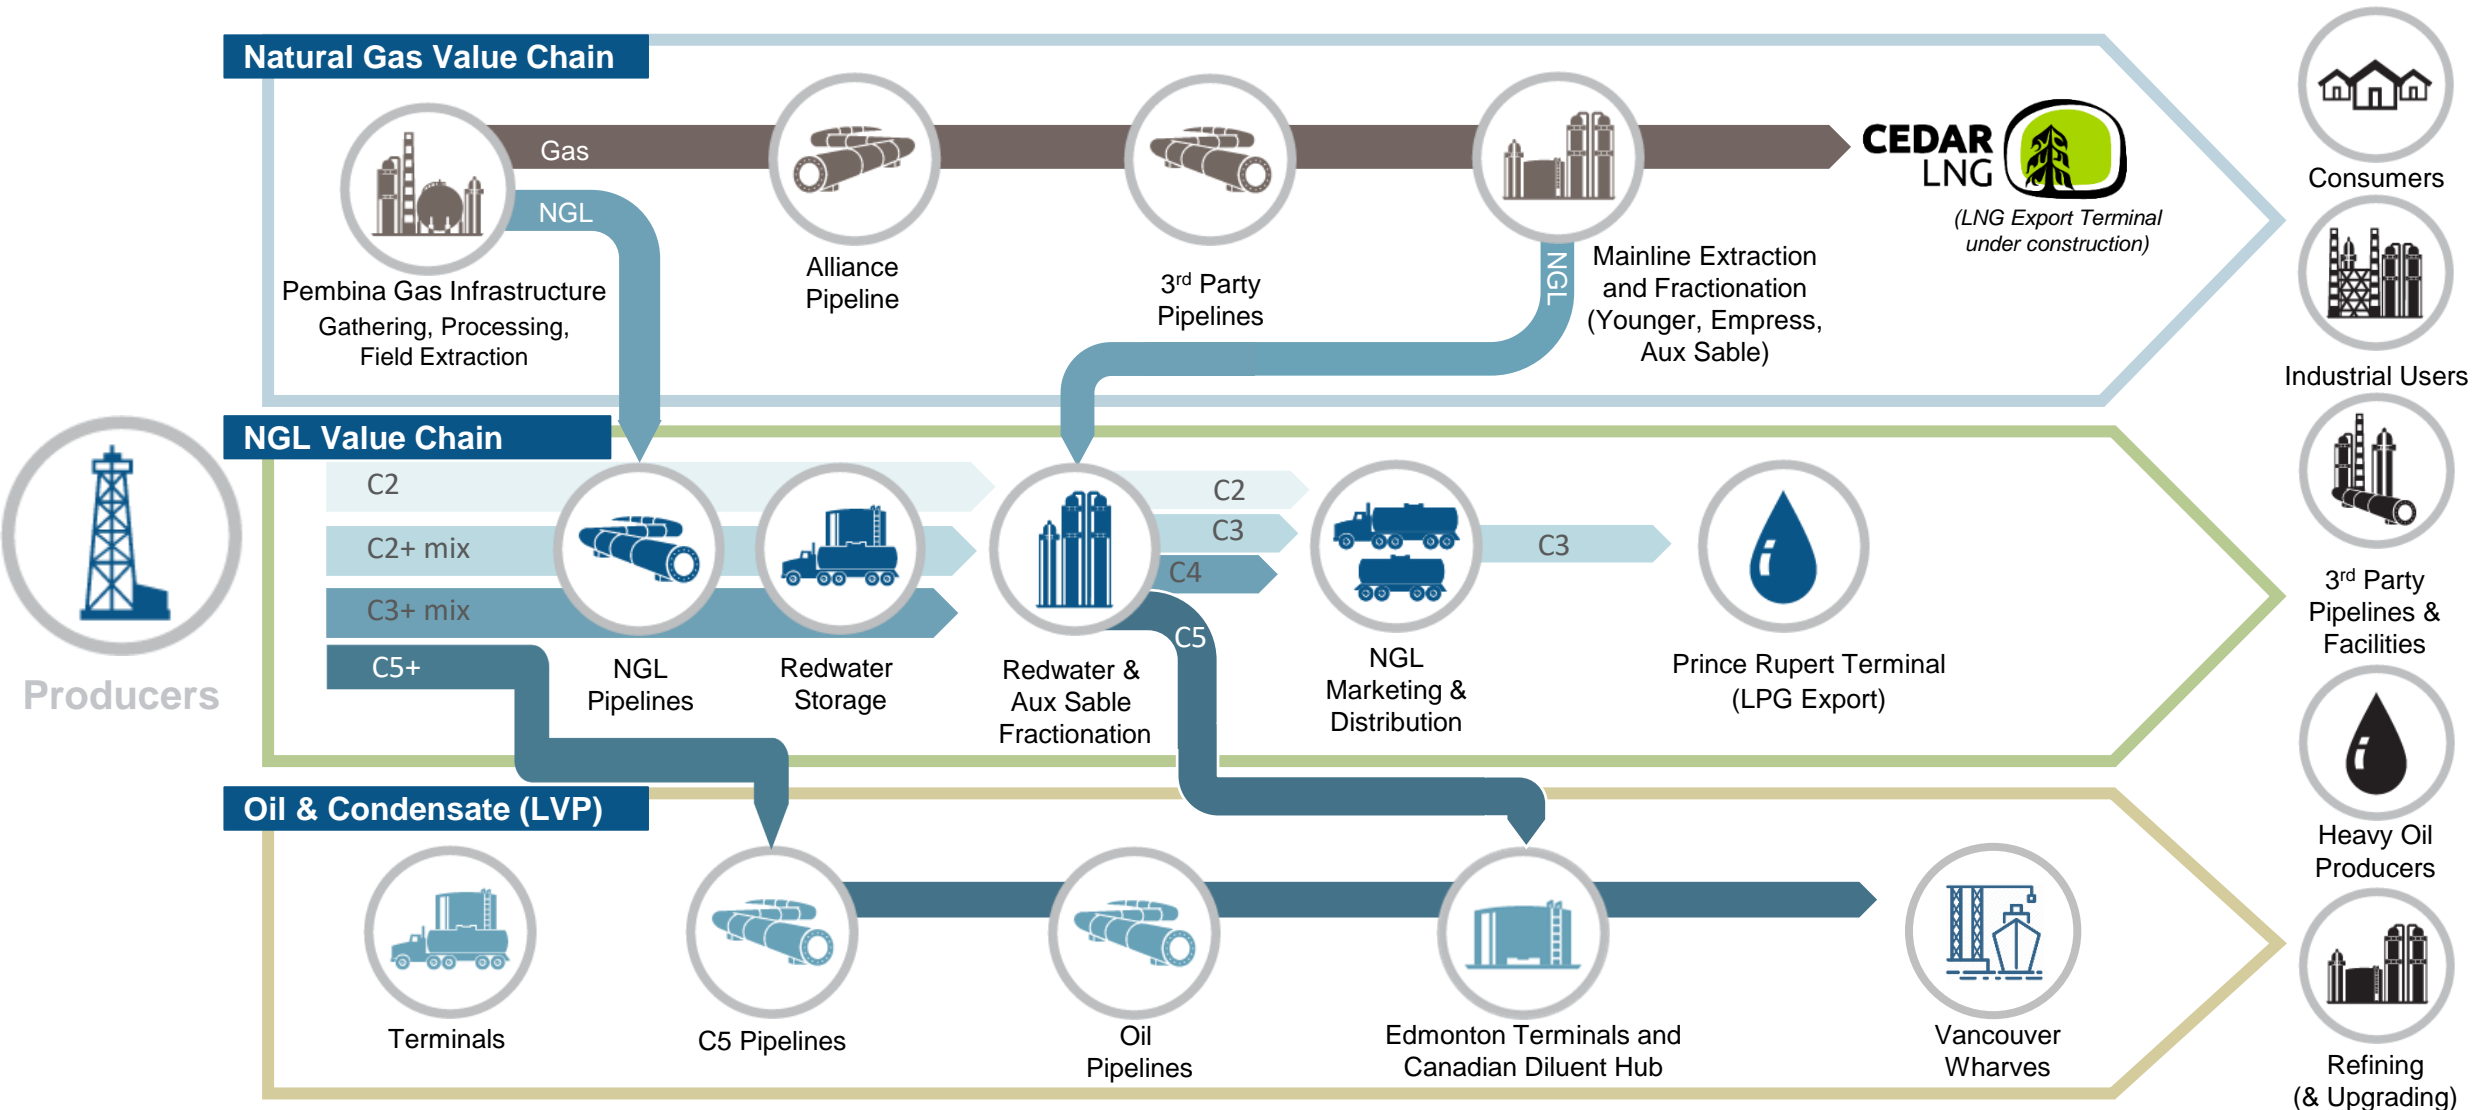 Natural Gas Value Chain
Gas
NGL
Pembina Gas Infrastructure
Gathering, Processing,
Field Extraction
Alliance
Pipeline
3rd Party
Pipelines
NGL
Mainline Extraction
and Fractionation
(Younger, Empress,
Aux Sable)
CEDAR
LNG
(LNG Export Terminal
under construction)
Producers
NGL Value Chain
C2
C2+ mix
C3+ mix
C5+
NGL
Pipelines
Redwater
Storage
Redwater &
Aux Sable
Fractionation
C2
C3
C4
C5
NGL
Marketing &
Distribution
C3
Prince Rupert Terminal
(LPG Export)
Oil & Condensate (LVP)
Terminals
C5 Pipelines
Oil
Pipelines
Edmonton Terminals and
Canadian Diluent Hub
Vancouver
Wharves
Consumers
Industrial Users
3rd Party
Pipelines &
Facilities
Heavy Oil
Producers
Refining
(& Upgrading)